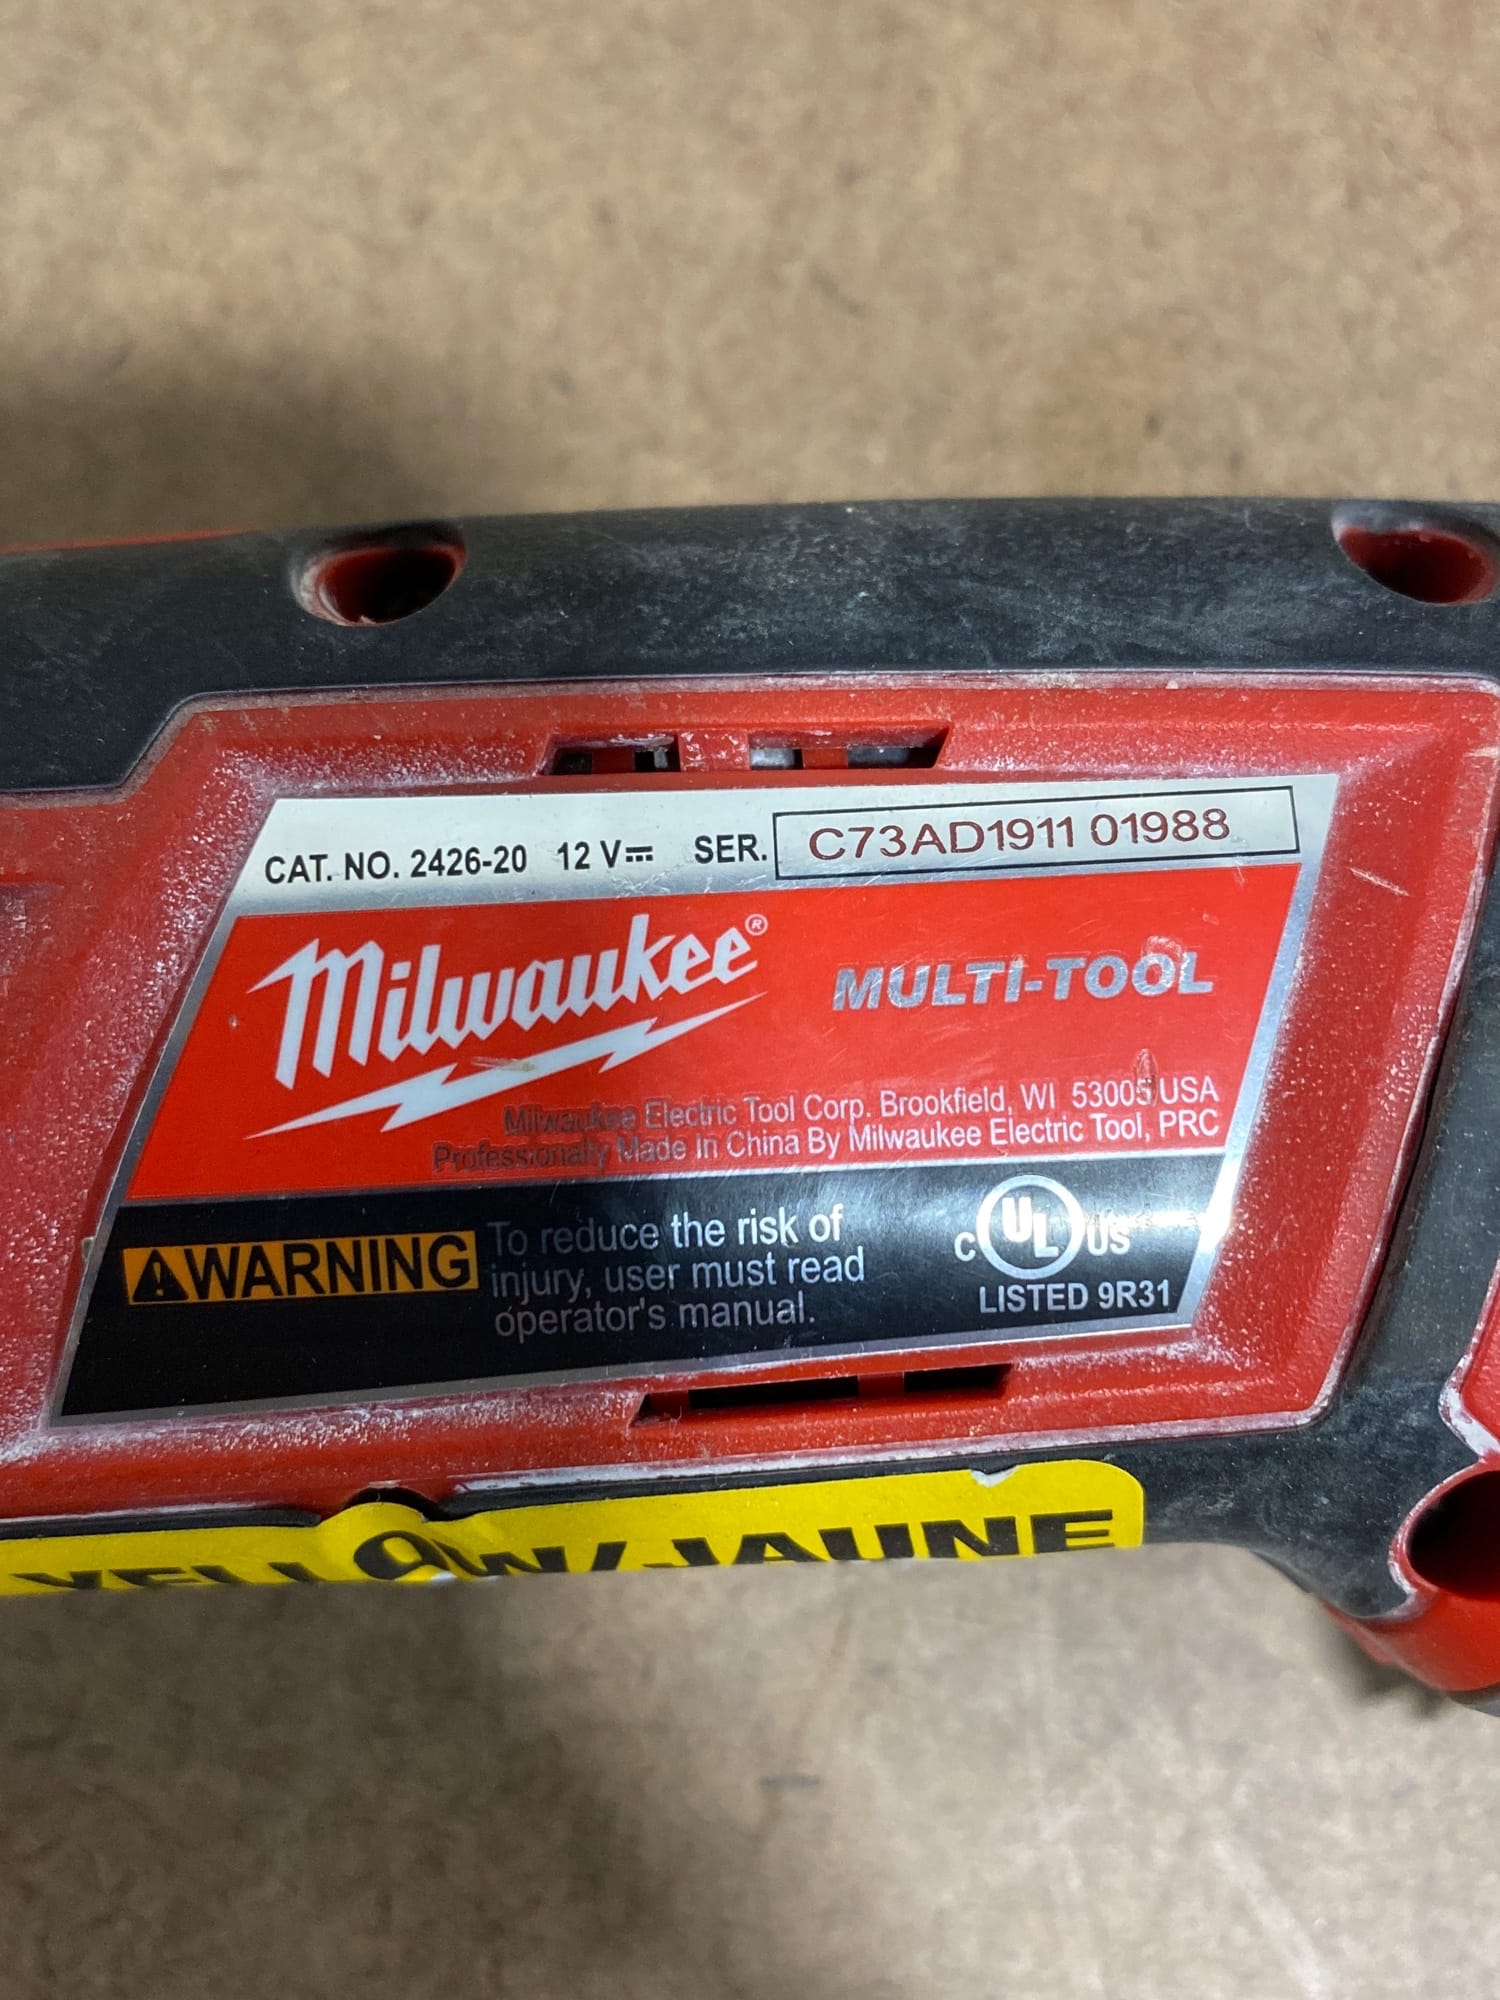 CAT. NO. 2426-20 12 V⎓ SER. C73AD1911 01988
Milwaukee®
MULTI-TOOL
Milwaukee Electric Tool Corp. Brookfield, WI 53005 USA
Professionally Made In China By Milwaukee Electric Tool, PRC
WARNING
To reduce the risk of
injury, user must read
operator's manual.
C UL US
LISTED 9R31
YELLOW/JAUNE